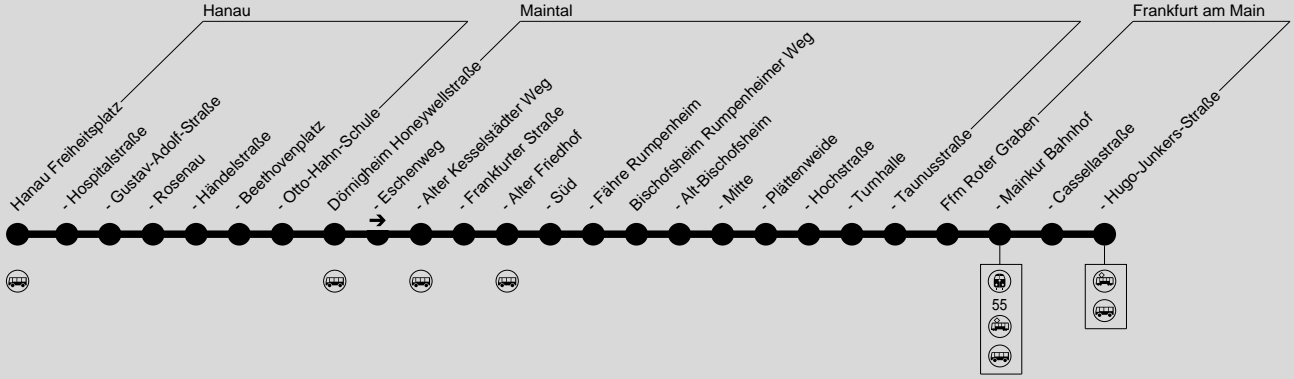 Hanau
Maintal
Frankfurt am Main
Hanau Freiheitsplatz
- Hospitalstraße
- Gustav-Adolf-Straße
- Rosenau
- Händelstraße
- Beethovenplatz
- Otto-Hahn-Schule
Dörnigheim Honeywellstraße
- Eschenweg
- Alter Kesselstädter Weg
- Frankfurter Straße
- Alter Friedhof
- Süd
- Fähre Rumpenheim
Bischofsheim Rumpenheimer Weg
- Alt-Bischofsheim
- Mitte
- Plättenweide
- Hochstraße
- Turnhalle
- Taunusstraße
Ffm Roter Graben
- Mainkur Bahnhof
- Cassellastraße
- Hugo-Junkers-Straße
55